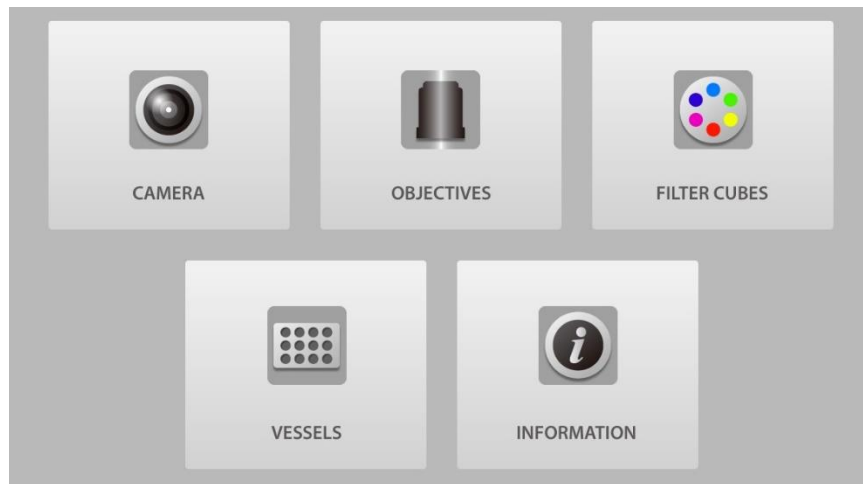 CAMERA
OBJECTIVES
FILTER CUBES
VESSELS
INFORMATION